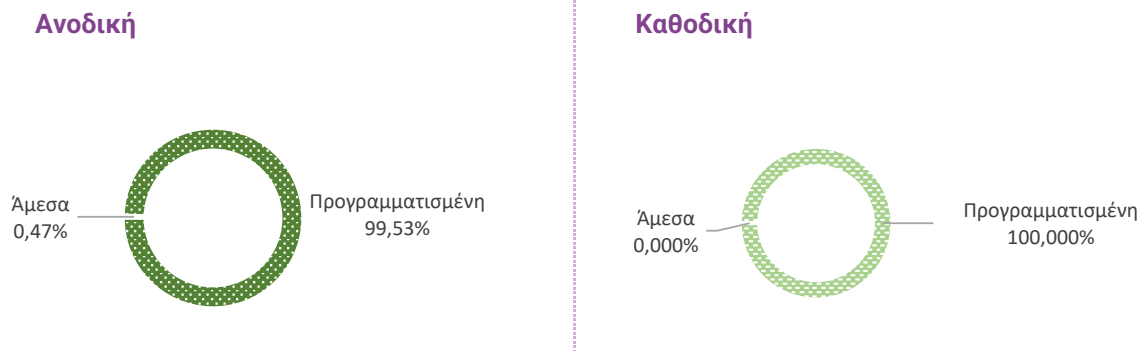 Ανοδική
Άμεσα
0,47%
Προγραμματισμένη
99,53%
Καθοδική
Άμεσα
0,000%
Προγραμματισμένη
100,000%